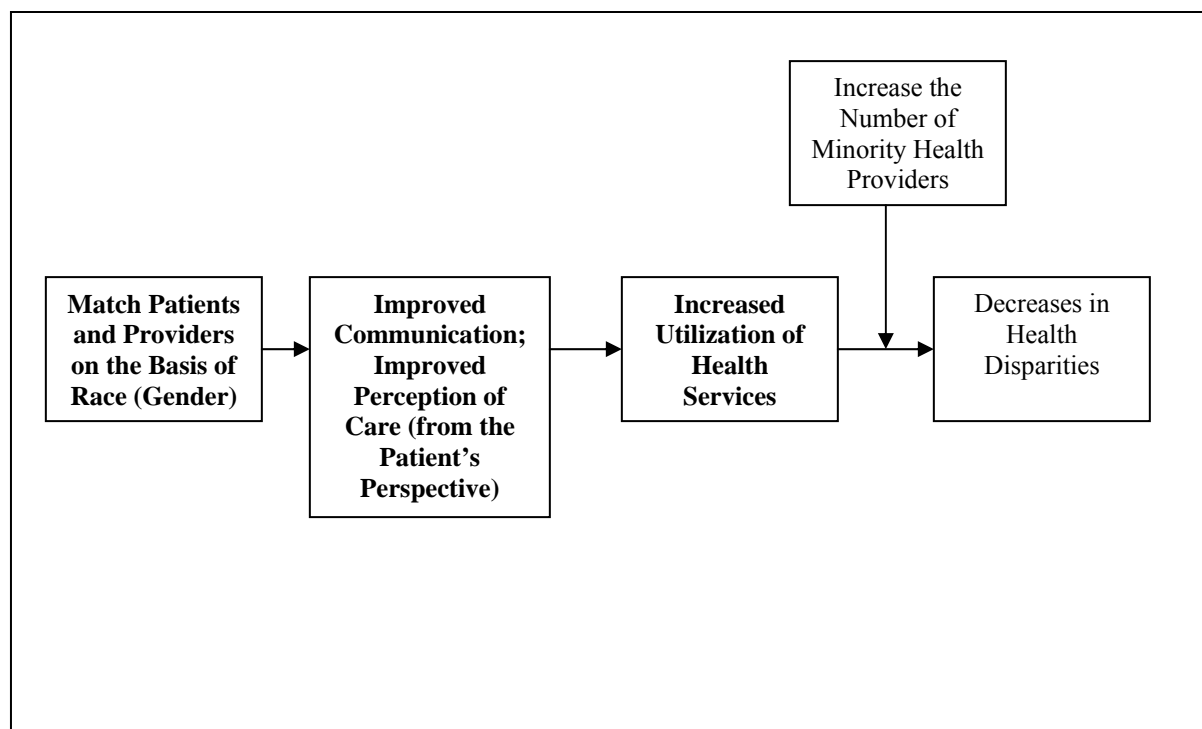 Increase the
Number of
Minority Health
Providers
Match Patients
and Providers
on the Basis of
Race (Gender)
Improved
Communication;
Improved
Perception of
Care (from the
Patient’s
Perspective)
Increased
Utilization of
Health
Services
Decreases in
Health
Disparities